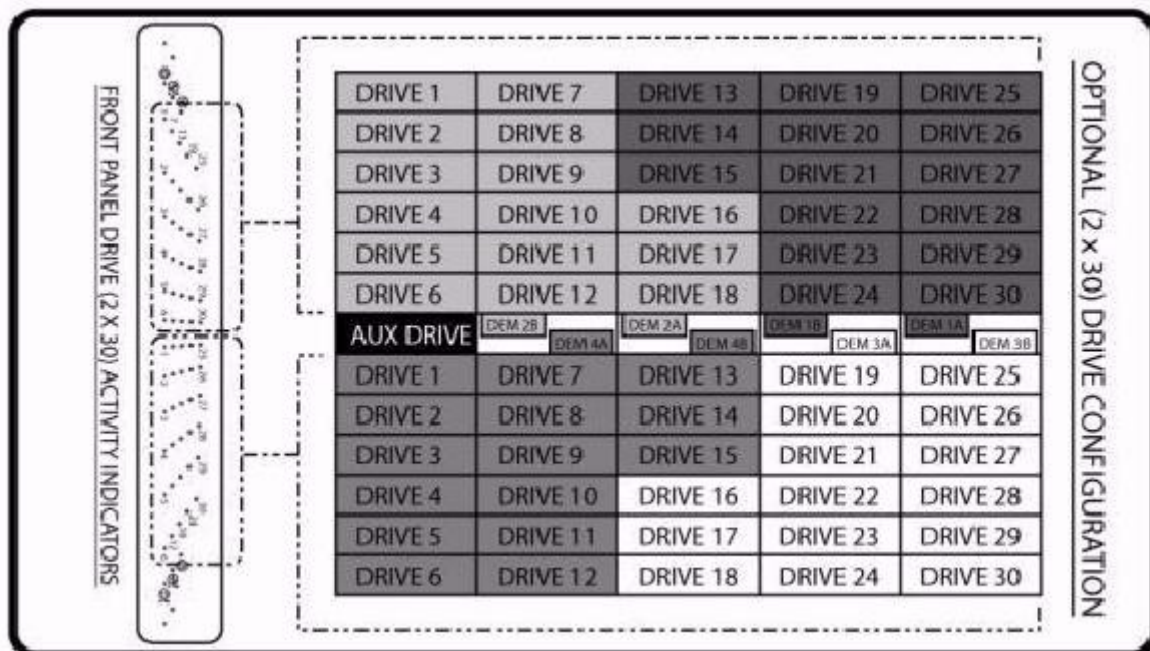 FRONT PANEL DRIVE (2 X 30) ACTIVITY INDICATORS
DRIVE 1 DRIVE 7 DRIVE 13 DRIVE 19 DRIVE 25
DRIVE 2 DRIVE 8 DRIVE 14 DRIVE 20 DRIVE 26
DRIVE 3 DRIVE 9 DRIVE 15 DRIVE 21 DRIVE 27
DRIVE 4 DRIVE 10 DRIVE 16 DRIVE 22 DRIVE 28
DRIVE 5 DRIVE 11 DRIVE 17 DRIVE 23 DRIVE 29
DRIVE 6 DRIVE 12 DRIVE 18 DRIVE 24 DRIVE 30
AUX DRIVE DEM 2B DEM 4A DEM 2A DEM 4B DEM 1B DEM 3A DEM 1A DEM 3B
DRIVE 1 DRIVE 7 DRIVE 13 DRIVE 19 DRIVE 25
DRIVE 2 DRIVE 8 DRIVE 14 DRIVE 20 DRIVE 26
DRIVE 3 DRIVE 9 DRIVE 15 DRIVE 21 DRIVE 27
DRIVE 4 DRIVE 10 DRIVE 16 DRIVE 22 DRIVE 28
DRIVE 5 DRIVE 11 DRIVE 17 DRIVE 23 DRIVE 29
DRIVE 6 DRIVE 12 DRIVE 18 DRIVE 24 DRIVE 30
OPTIONAL (2 x 30) DRIVE CONFIGURATION